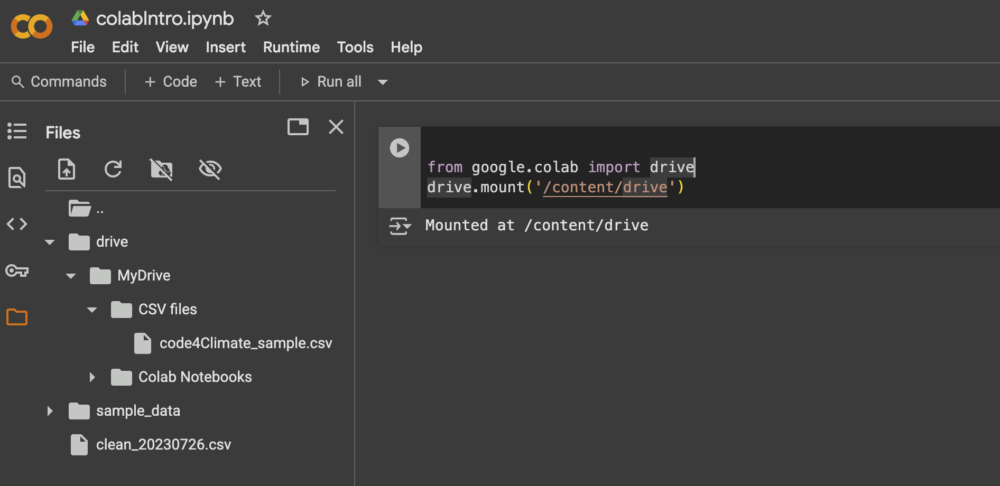 colabIntro.ipynb
File Edit View Insert Runtime Tools Help
Commands + Code + Text Run all
Files
..
drive
MyDrive
CSV files
code4Climate_sample.csv
Colab Notebooks
sample_data
clean_20230726.csv
from google.colab import drive
drive.mount('/content/drive')
Mounted at /content/drive